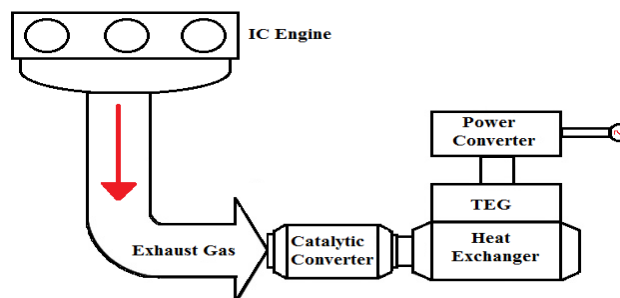 IC Engine
Power
Converter
TEG
Exhaust Gas
Catalytic
Converter
Heat
Exchanger